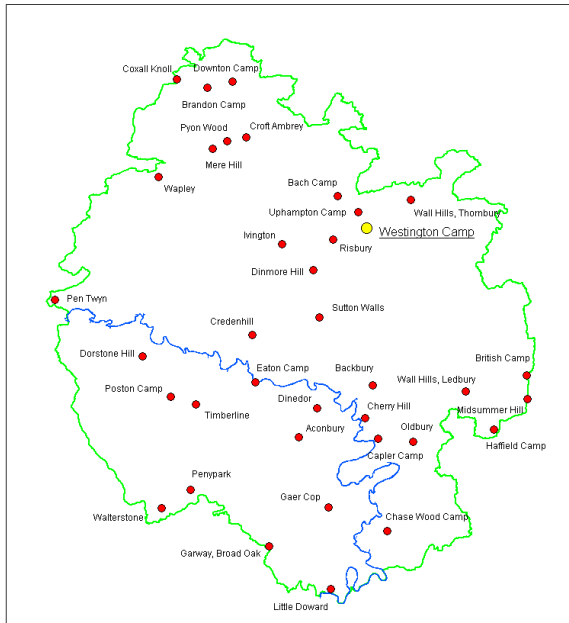 Coxall Knoll
Downton Camp
Brandon Camp
Pyon Wood
Croft Ambrey
Mere Hill
Wapley
Bach Camp
Uphampton Camp
Wall Hills, Thornbury
Westington Camp
Ivington
Risbury
Dinmore Hill
Pen Twyn
Sutton Walls
Credenhill
Dorstone Hill
Eaton Camp
Backbury
British Camp
Poston Camp
Wall Hills, Ledbury
Timberline
Dinedor
Cherry Hill
Midsummer Hill
Aconbury
Oldbury
Haffield Camp
Capler Camp
Penypark
Walterstone
Gaer Cop
Chase Wood Camp
Garway, Broad Oak
Little Doward